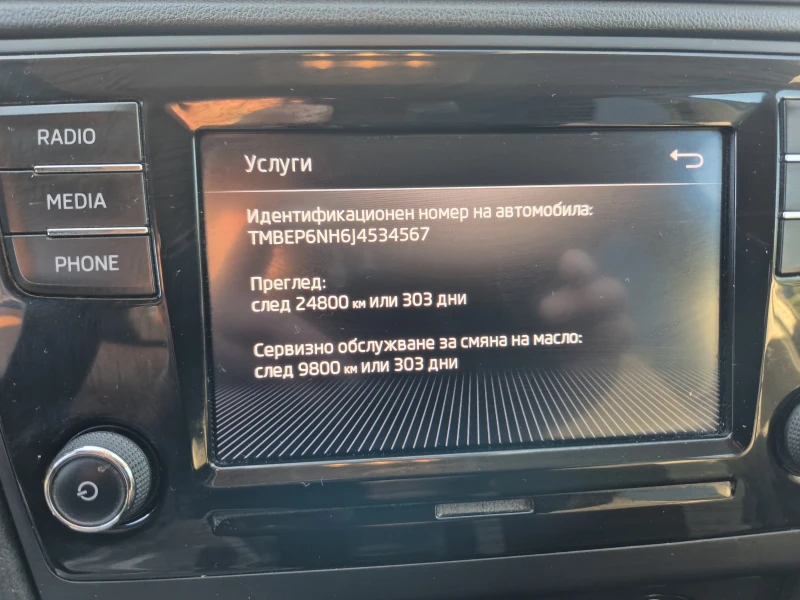 RADIO
MEDIA
PHONE
Услуги
Идентификационен номер на автомобила:
TMBEP6NH6J4534567
Преглед:
след 24800 км или 303 дни
Сервизно обслужване за смяна на масло:
след 9800 км или 303 дни